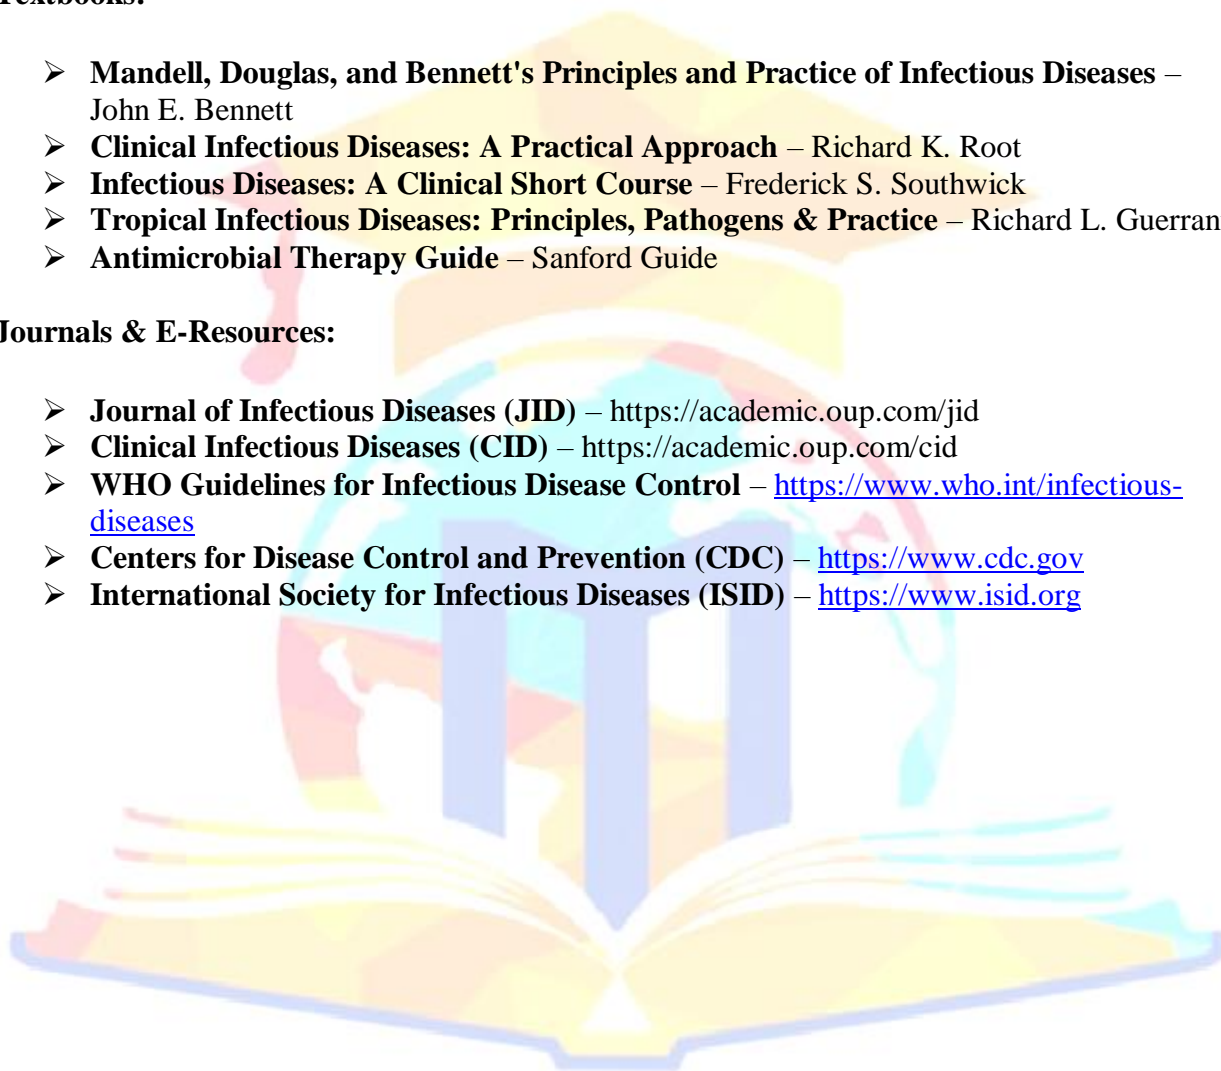 Textbooks:
➢ Mandell, Douglas, and Bennett's Principles and Practice of Infectious Diseases –
John E. Bennett
➢ Clinical Infectious Diseases: A Practical Approach – Richard K. Root
➢ Infectious Diseases: A Clinical Short Course – Frederick S. Southwick
➢ Tropical Infectious Diseases: Principles, Pathogens & Practice – Richard L. Guerran
➢ Antimicrobial Therapy Guide – Sanford Guide
Journals & E-Resources:
➢ Journal of Infectious Diseases (JID) – https://academic.oup.com/jid
➢ Clinical Infectious Diseases (CID) – https://academic.oup.com/cid
➢ WHO Guidelines for Infectious Disease Control – https://www.who.int/infectious-
diseases
➢ Centers for Disease Control and Prevention (CDC) – https://www.cdc.gov
➢ International Society for Infectious Diseases (ISID) – https://www.isid.org